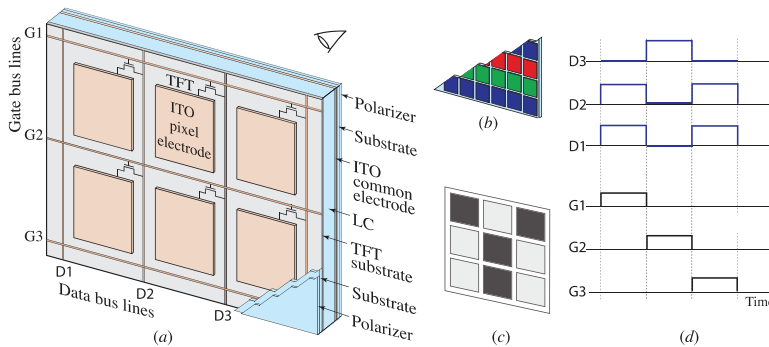 Gate bus lines
G1
G2
G3
TFT
ITO
pixel
electrode
D1
D2
D3
Data bus lines
Polarizer
Substrate
ITO
common
electrode
LC
TFT
substrate
Substrate
Polarizer
(a)
(b)
(c)
D3
D2
D1
G1
G2
G3
Time
(d)